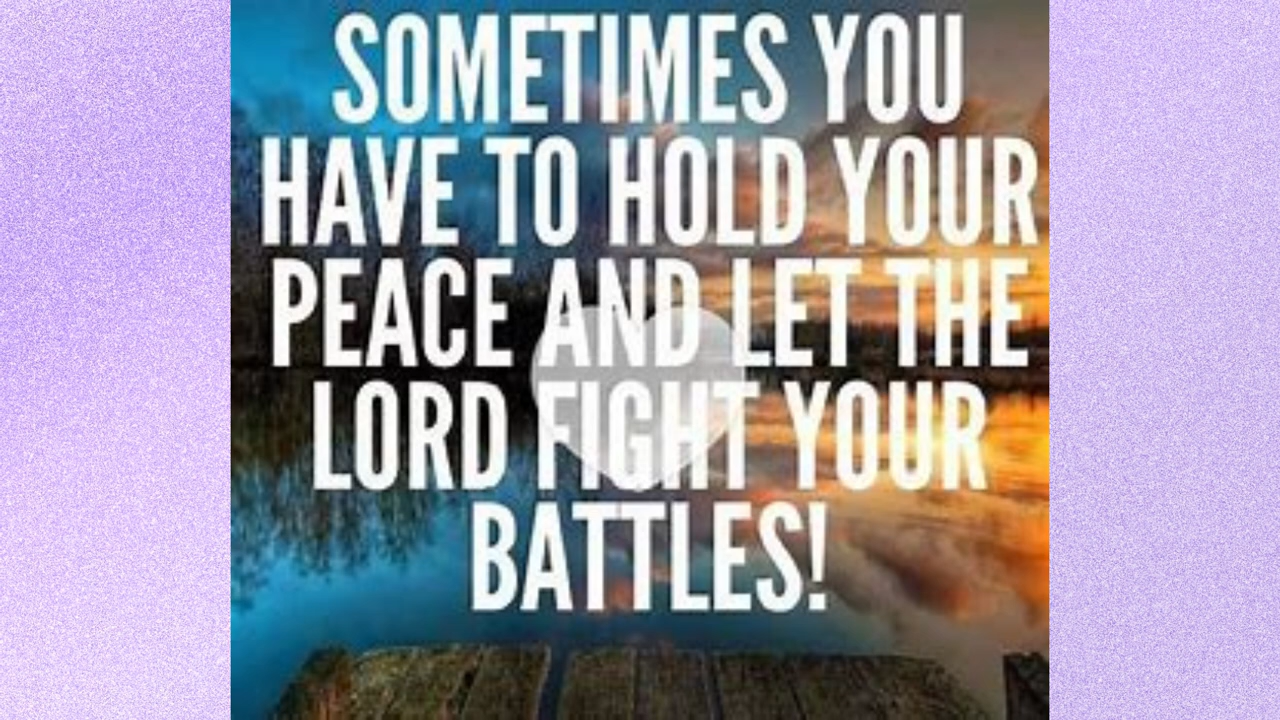 SOMETIMES YOU
HAVE TO HOLD YOUR
PEACE AND LET THE
LORD FIGHT YOUR
BATTLES!